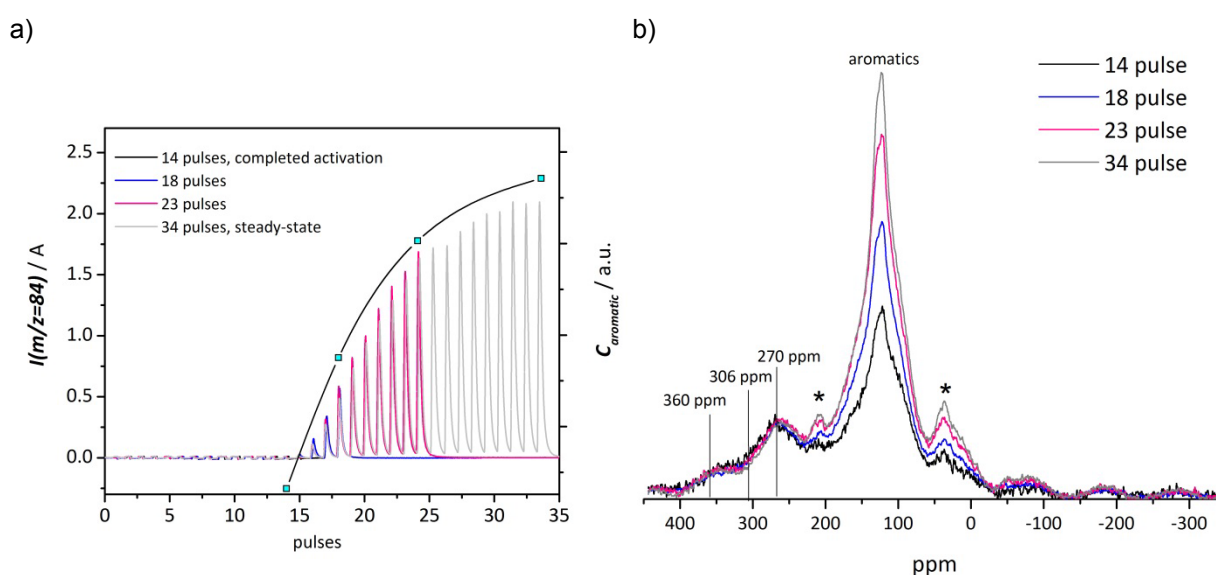 a)
I(m/z=84) / A
2.5
2.0
1.5
1.0
0.5
0.0
14 pulses, completed activation
18 pulses
23 pulses
34 pulses, steady-state
0 5 10 15 20 25 30 35
pulses
b)
C aromatic / a.u.
aromatics
14 pulse
18 pulse
23 pulse
34 pulse
360 ppm
306 ppm
270 ppm
*
*
400 300 200 100 0 -100 -200 -300
ppm